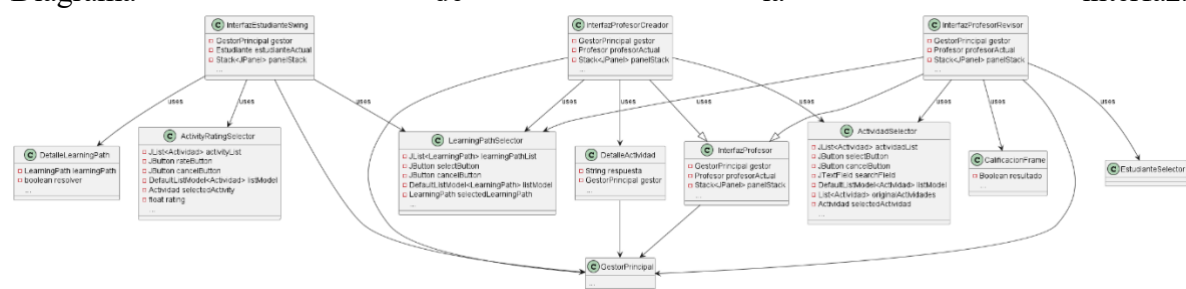 Diagrama de la interfaz:
C InterfazEstudianteSwing
GestorPrincipal gestor
Estudiante estudianteActual
Stack<JPanel> panelStack
...
C InterfazProfesorCreador
GestorPrincipal gestor
Profesor profesorActual
Stack<JPanel> panelStack
...
C InterfazProfesorRevisor
GestorPrincipal gestor
Profesor profesorActual
Stack<JPanel> panelStack
...
uses
uses
uses
uses
uses
uses
uses
uses
uses
uses
C DetalleLearningPath
LearningPath learningPath
boolean resolver
...
C ActivityRatingSelector
JList<Actividad> activityList
JButton rateButton
JButton cancelButton
DefaultListModel<Actividad> listModel
Actividad selectedActivity
float rating
...
C LearningPathSelector
JList<LearningPath> learningPathList
JButton selectButton
JButton cancelButton
DefaultListModel<LearningPath> listModel
LearningPath selectedLearningPath
...
C DetalleActividad
String respuesta
GestorPrincipal gestor
...
C InterfazProfesor
GestorPrincipal gestor
Profesor profesorActual
Stack<JPanel> panelStack
...
C ActividadSelector
JList<Actividad> actividadList
JButton selectButton
JButton cancelButton
JTextField searchField
DefaultListModel<Actividad> listModel
List<Actividad> originalActividades
Actividad selectedActividad
...
C CalificacionFrame
Boolean resultado
...
C EstudianteSelector
...
C GestorPrincipal